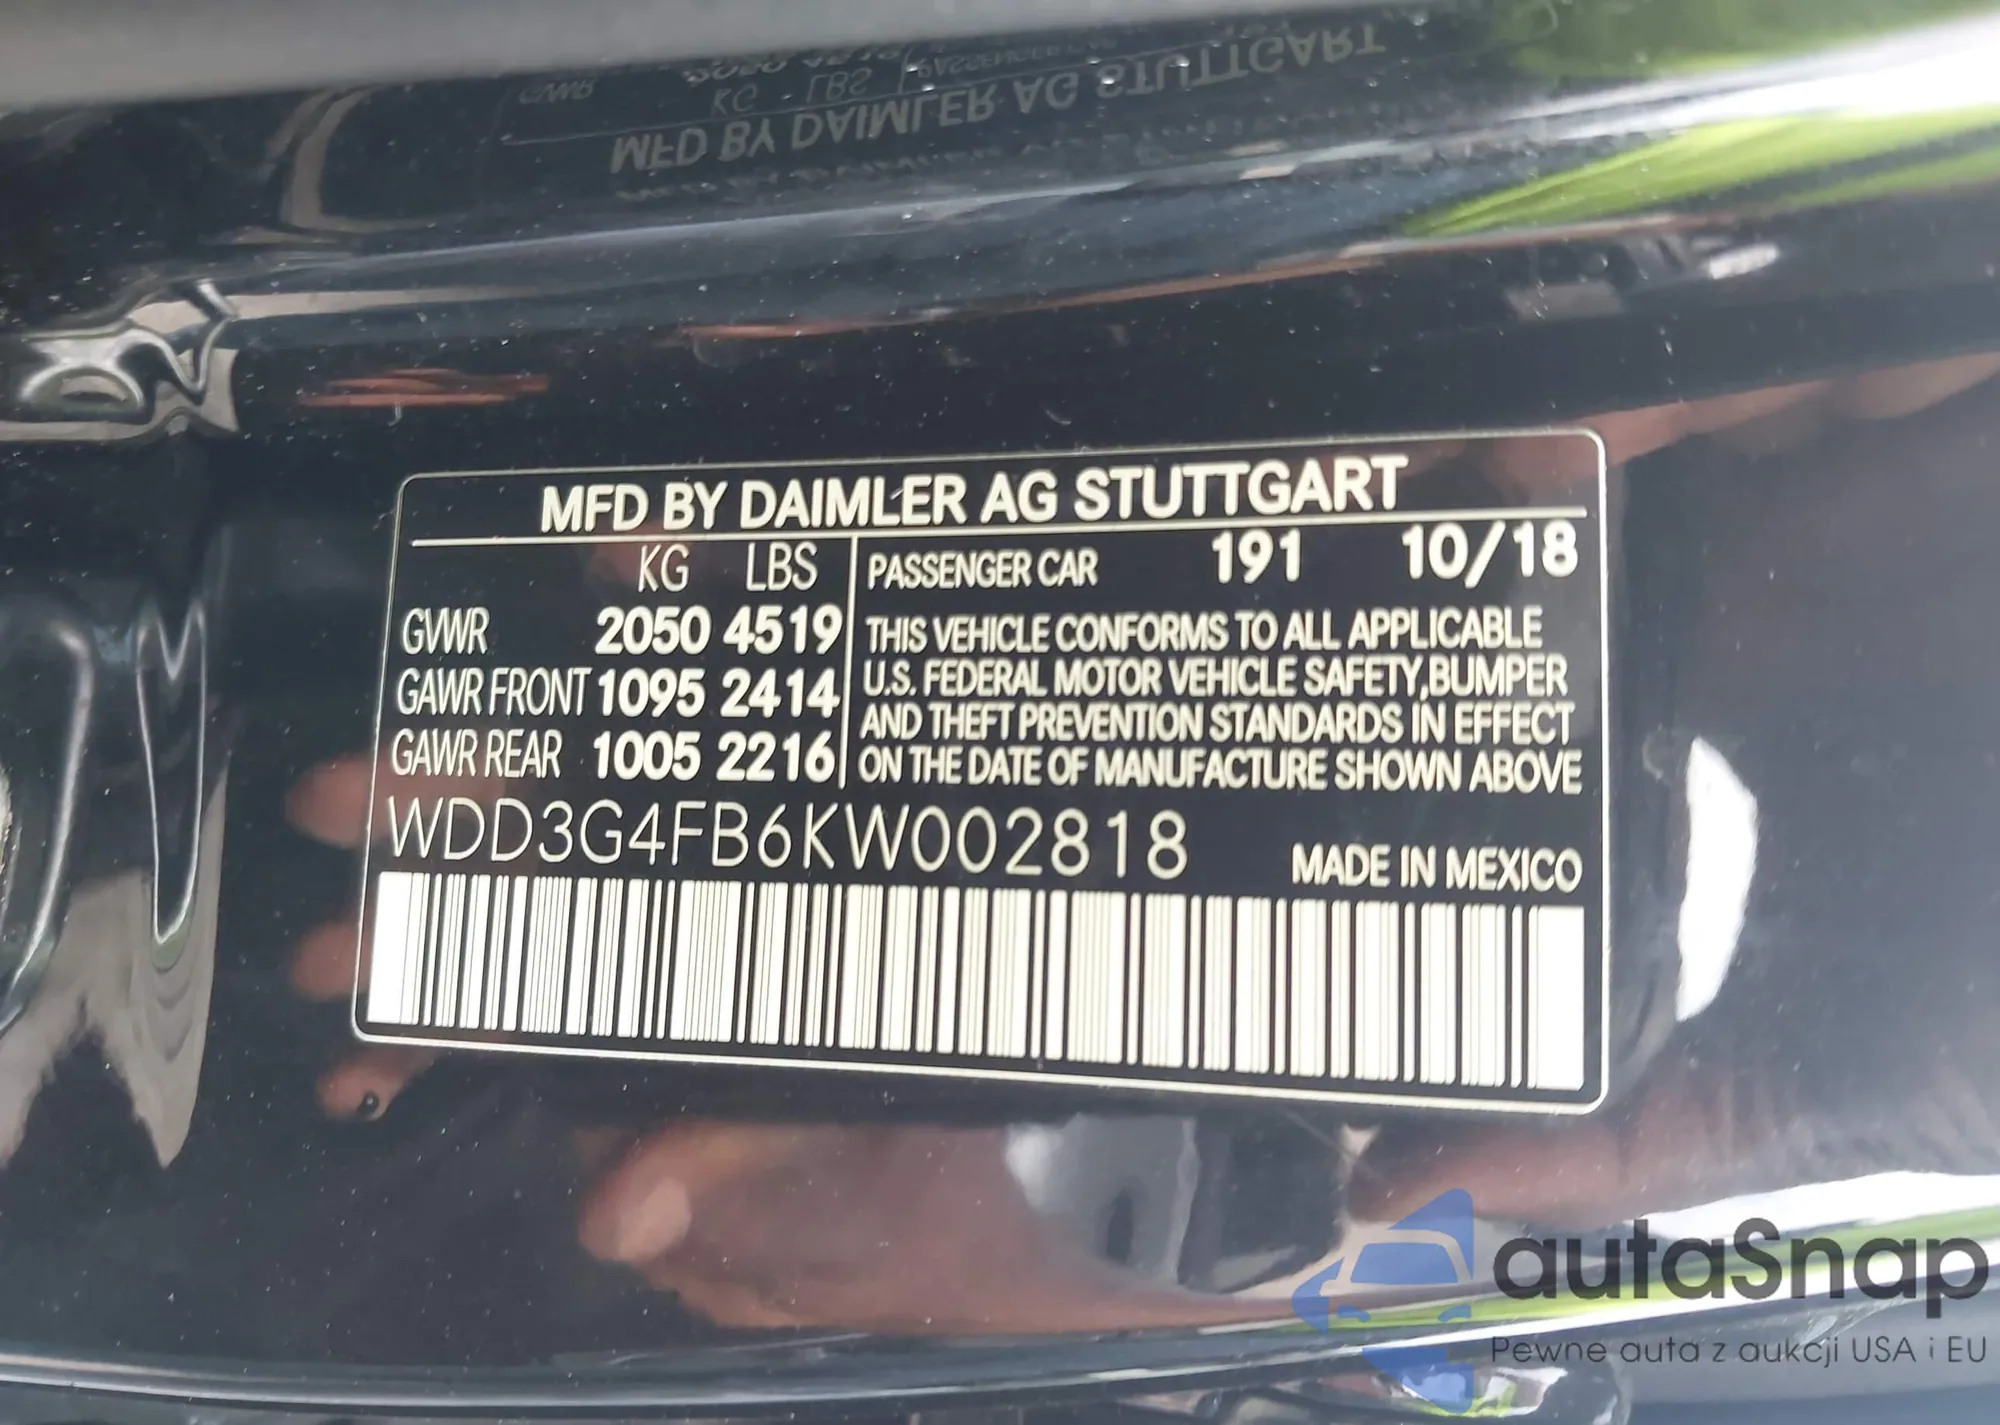 MFD BY DAIMLER AG STUTTGART
KG LBS
GVWR 2050 4519
GAWR FRONT 1095 2414
GAWR REAR 1005 2216
PASSENGER CAR 191 10/18
THIS VEHICLE CONFORMS TO ALL APPLICABLE
U.S. FEDERAL MOTOR VEHICLE SAFETY, BUMPER
AND THEFT PREVENTION STANDARDS IN EFFECT
ON THE DATE OF MANUFACTURE SHOWN ABOVE
WDD3G4FB6KW002818
MADE IN MEXICO
autaSnap
Pewne auta z aukcji USA i EU